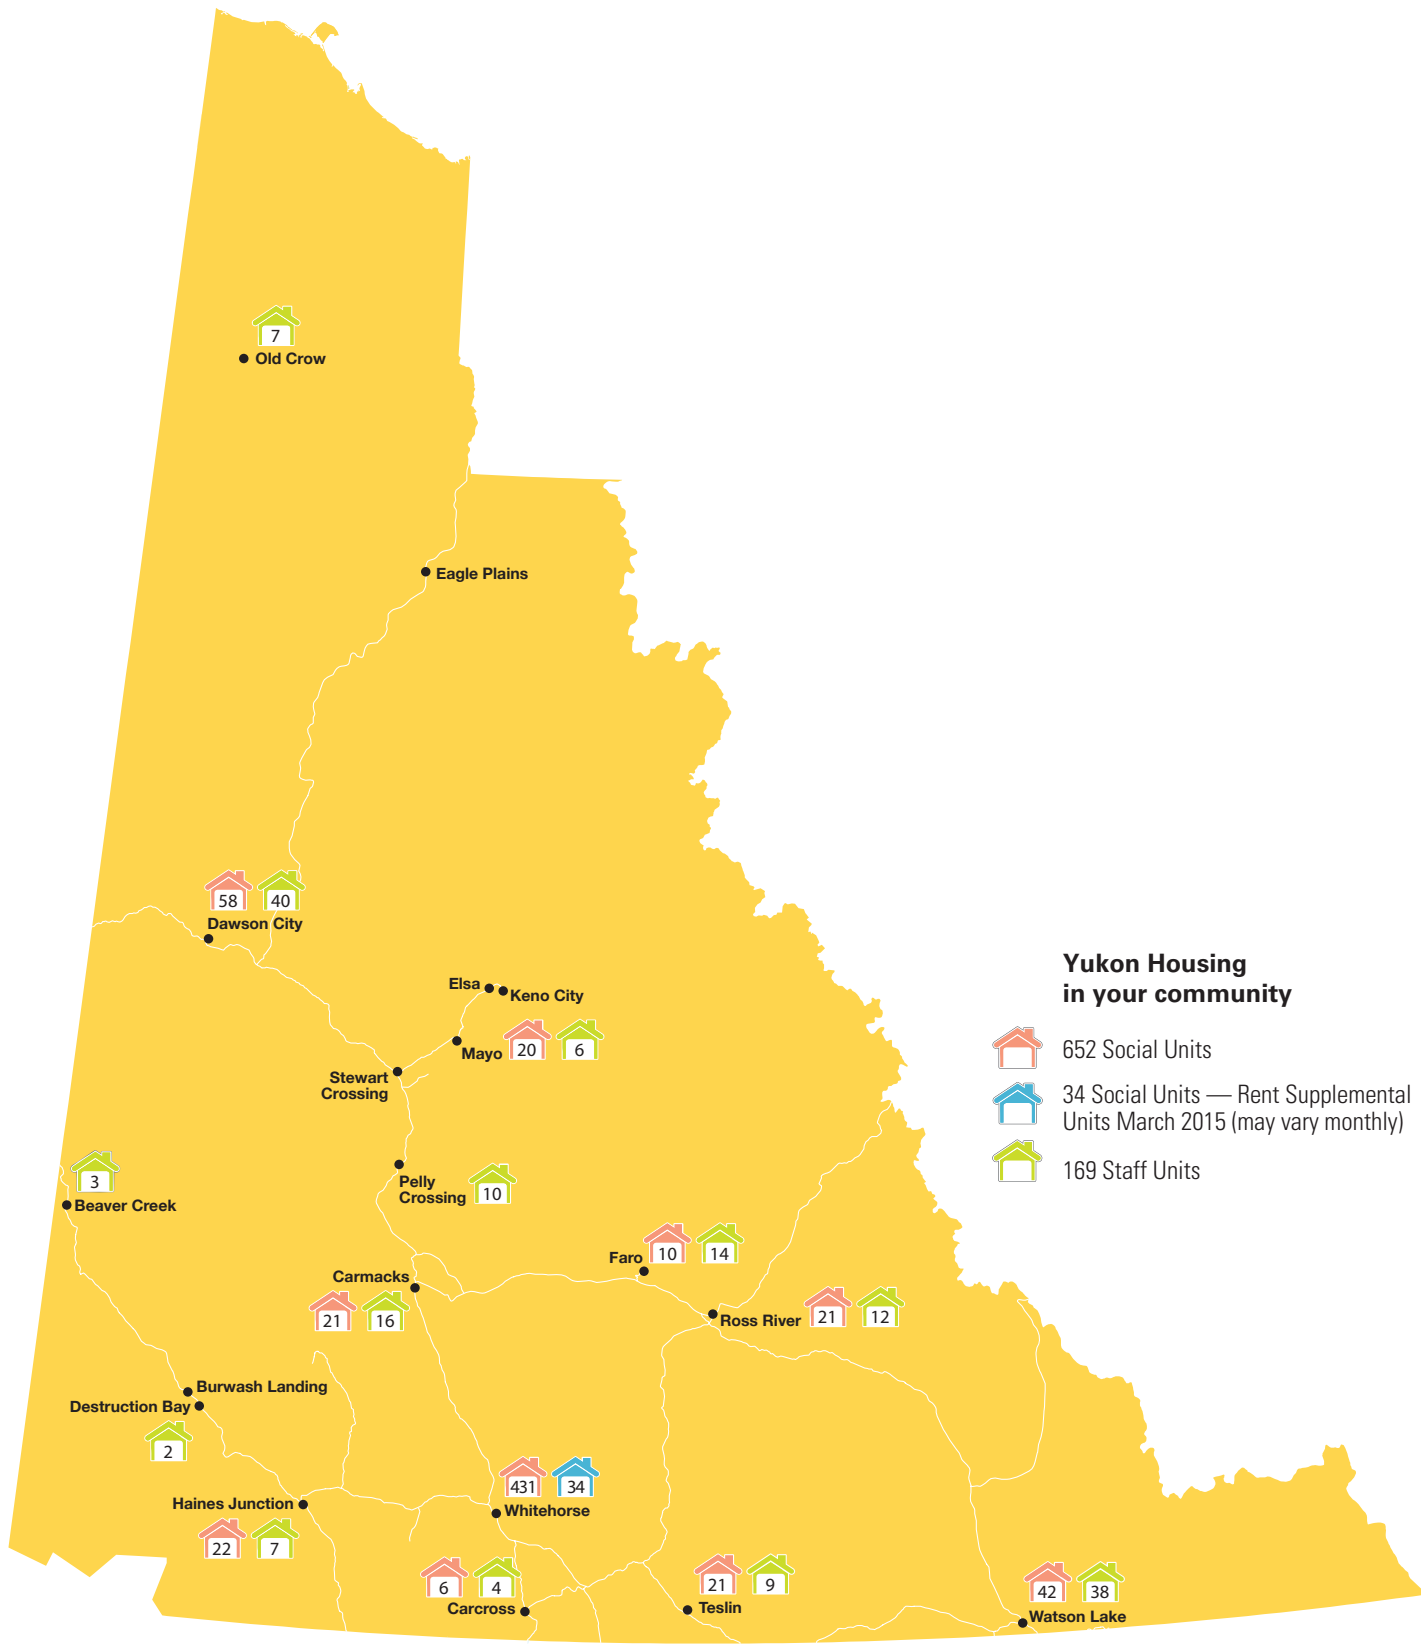 7
Old Crow
Eagle Plains
58 40
Dawson City
Elsa
Keno City
Mayo 20 6
Stewart
Crossing
3
Beaver Creek
Pelly
Crossing 10
Faro 10 14
Carmacks
21 16
Ross River 21 12
Burwash Landing
Destruction Bay
2
431 34
Whitehorse
Haines Junction
22 7
6 4
Carcross
21 9
Teslin
42 38
Watson Lake
Yukon Housing
in your community
652 Social Units
34 Social Units — Rent Supplemental
Units March 2015 (may vary monthly)
169 Staff Units